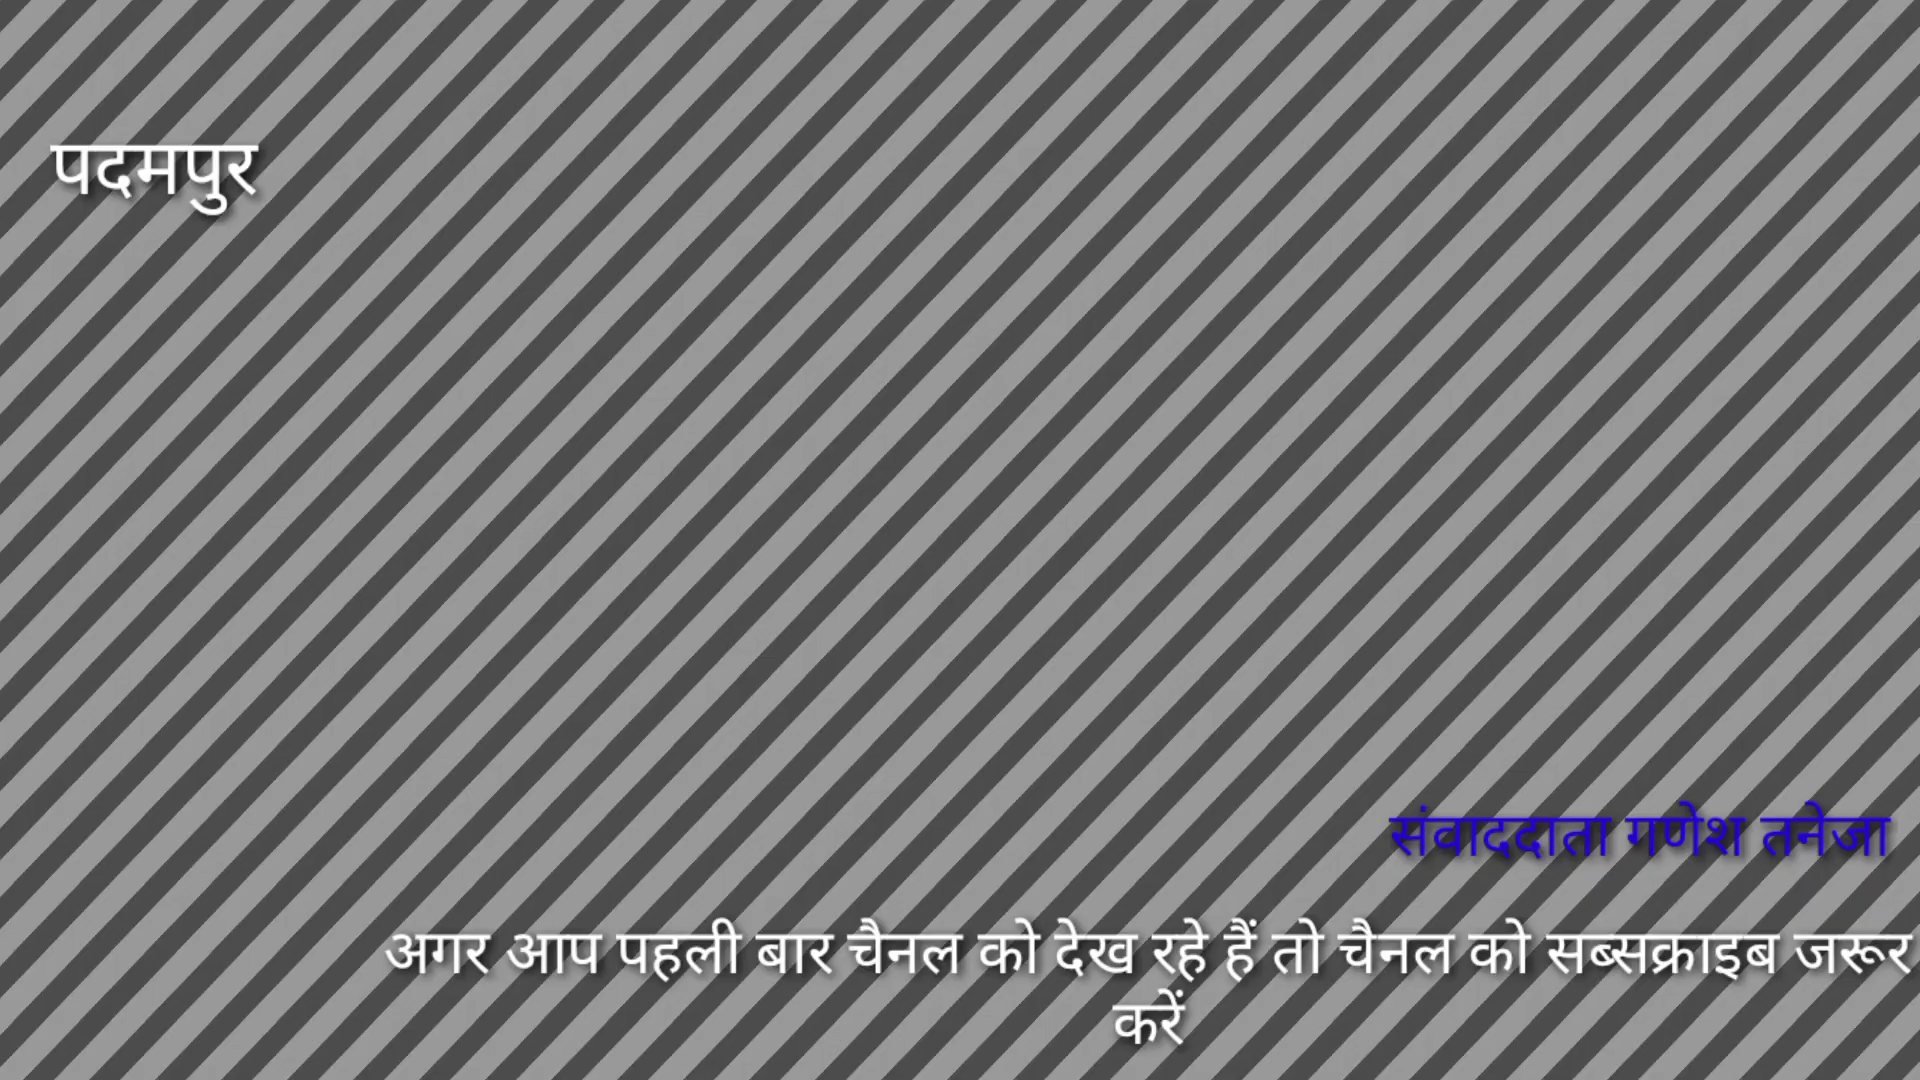 पदमपुर
संवाददाता गणेश तनेजा
अगर आप पहली बार चैनल को देख रहे हैं तो चैनल को सब्सक्राइब जरूर
करें